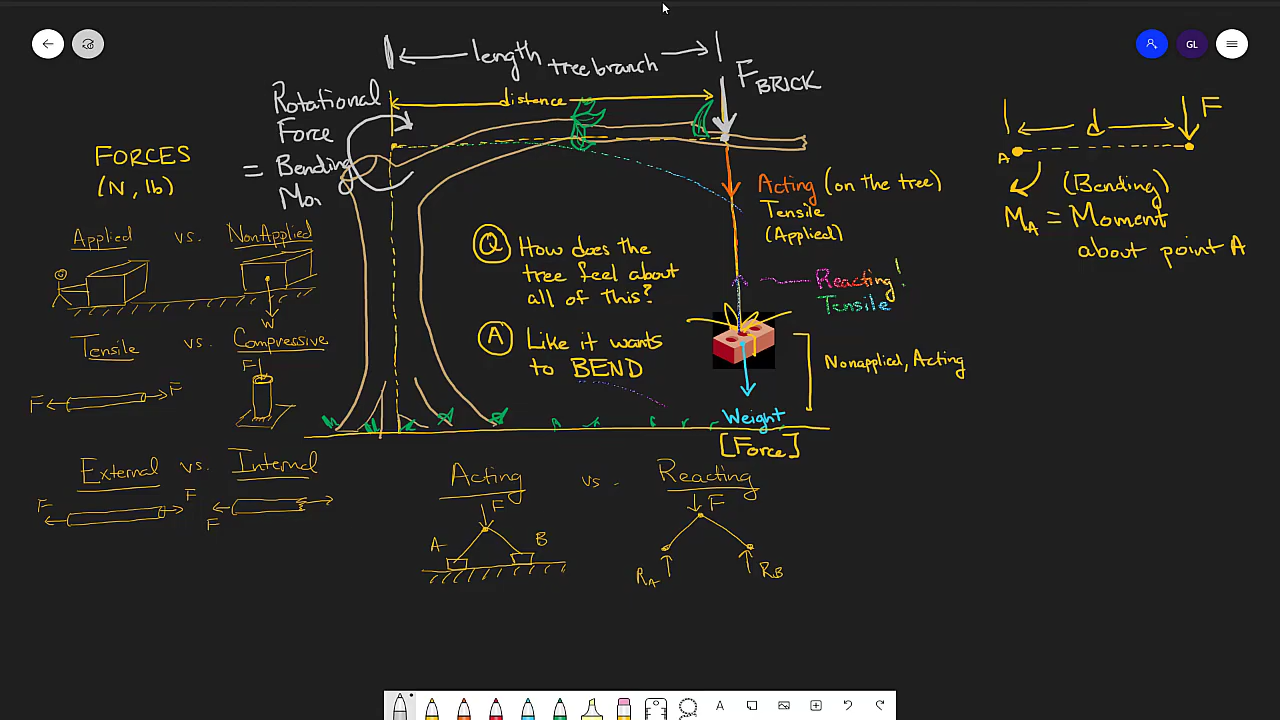 GL
length
tree branch
F BRICK
Rotational
Force
= Bending
Mo
distance
FORCES
(N, lb)
Applied vs. NonApplied
W
Tensile vs. Compressive
F
F F
External vs. Internal
F F
F
Acting (on the tree)
Tensile
(Applied)
Reacting!
Tensile
Q How does the
tree feel about
all of this?
A Like it wants
to BEND
Nonapplied, Acting
Weight
[Force]
Acting vs. Reacting
F F
A B
RA RB
d F
A
(Bending)
MA = Moment
about point A
A